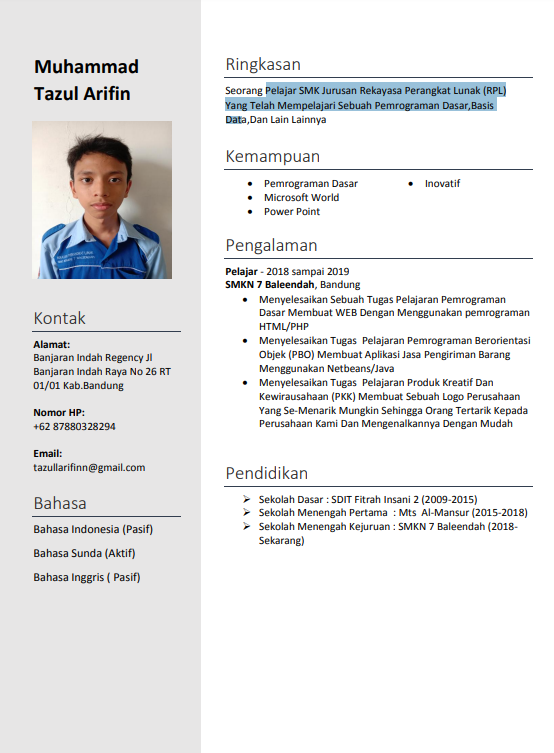 Muhammad
Tazul Arifin
Kontak
Alamat:
Banjaran Indah Regency Jl
Banjaran Indah Raya No 26 RT
01/01 Kab.Bandung
Nomor HP:
+62 87880328294
Email:
tazullarifinn@gmail.com
Bahasa
Bahasa Indonesia (Pasif)
Bahasa Sunda (Aktif)
Bahasa Inggris ( Pasif)
Ringkasan
Seorang Pelajar SMK Jurusan Rekayasa Perangkat Lunak (RPL)
Yang Telah Mempelajari Sebuah Pemrograman Dasar,Basis
Data,Dan Lain Lainnya
Kemampuan
• Pemrograman Dasar
• Microsoft World
• Power Point
• Inovatif
Pengalaman
Pelajar - 2018 sampai 2019
SMKN 7 Baleendah, Bandung
• Menyelesaikan Sebuah Tugas Pelajaran Pemrograman
Dasar Membuat WEB Dengan Menggunakan pemrograman
HTML/PHP
• Menyelesaikan Tugas Pelajaran Pemrograman Berorientasi
Objek (PBO) Membuat Aplikasi Jasa Pengiriman Barang
Menggunakan Netbeans/Java
• Menyelesaikan Tugas Pelajaran Produk Kreatif Dan
Kewirausahaan (PKK) Membuat Sebuah Logo Perusahaan
Yang Se-Menarik Mungkin Sehingga Orang Tertarik Kepada
Perusahaan Kami Dan Mengenalkannya Dengan Mudah
Pendidikan
➢ Sekolah Dasar : SDIT Fitrah Insani 2 (2009-2015)
➢ Sekolah Menengah Pertama : Mts Al-Mansur (2015-2018)
➢ Sekolah Menengah Kejuruan : SMKN 7 Baleendah (2018-
Sekarang)